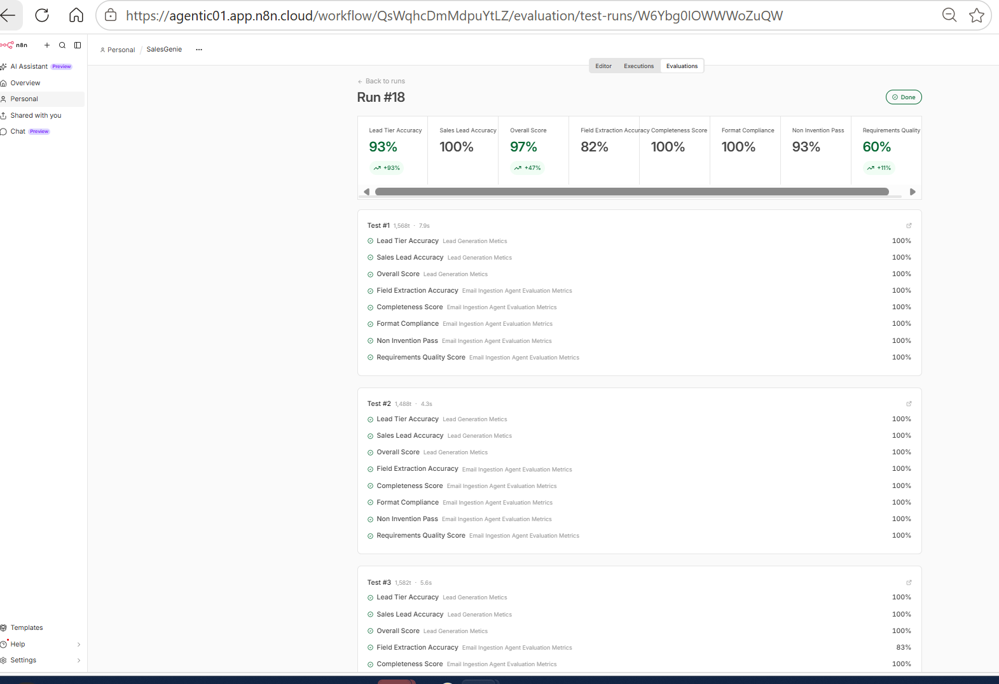 https://agentic01.app.n8n.cloud/workflow/QsWqhcDmMdpuYtLZ/evaluation/test-runs/W6Ybg0IOWWWoZuQW
n8n
Personal / SalesGenie ...
AI Assistant Preview
Overview
Personal
Shared with you
Chat Preview
Templates
Help
Settings
Editor Executions Evaluations
← Back to runs
Run #18
Done
Lead Tier Accuracy Sales Lead Accuracy Overall Score Field Extraction Accuracy Completeness Score Format Compliance Non Invention Pass Requirements Quality
93% 100% 97% 82% 100% 100% 93% 60%
+93% +47% +11%
Test #1 1,568t · 7.9s
Lead Tier Accuracy Lead Generation Metics 100%
Sales Lead Accuracy Lead Generation Metics 100%
Overall Score Lead Generation Metics 100%
Field Extraction Accuracy Email Ingestion Agent Evaluation Metrics 100%
Completeness Score Email Ingestion Agent Evaluation Metrics 100%
Format Compliance Email Ingestion Agent Evaluation Metrics 100%
Non Invention Pass Email Ingestion Agent Evaluation Metrics 100%
Requirements Quality Score Email Ingestion Agent Evaluation Metrics 100%
Test #2 1,488t · 4.3s
Lead Tier Accuracy Lead Generation Metics 100%
Sales Lead Accuracy Lead Generation Metics 100%
Overall Score Lead Generation Metics 100%
Field Extraction Accuracy Email Ingestion Agent Evaluation Metrics 100%
Completeness Score Email Ingestion Agent Evaluation Metrics 100%
Format Compliance Email Ingestion Agent Evaluation Metrics 100%
Non Invention Pass Email Ingestion Agent Evaluation Metrics 100%
Requirements Quality Score Email Ingestion Agent Evaluation Metrics 100%
Test #3 1,582t · 5.6s
Lead Tier Accuracy Lead Generation Metics 100%
Sales Lead Accuracy Lead Generation Metics 100%
Overall Score Lead Generation Metics 100%
Field Extraction Accuracy Email Ingestion Agent Evaluation Metrics 83%
Completeness Score Email Ingestion Agent Evaluation Metrics 100%